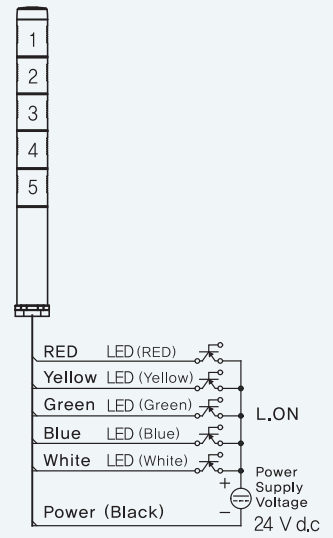 1
2
3
4
5
RED LED (RED)
Yellow LED (Yellow)
Green LED (Green)
L.ON
Blue LED (Blue)
White LED (White)
Power
Supply
+ Voltage
Power (Black) −
24 V d.c